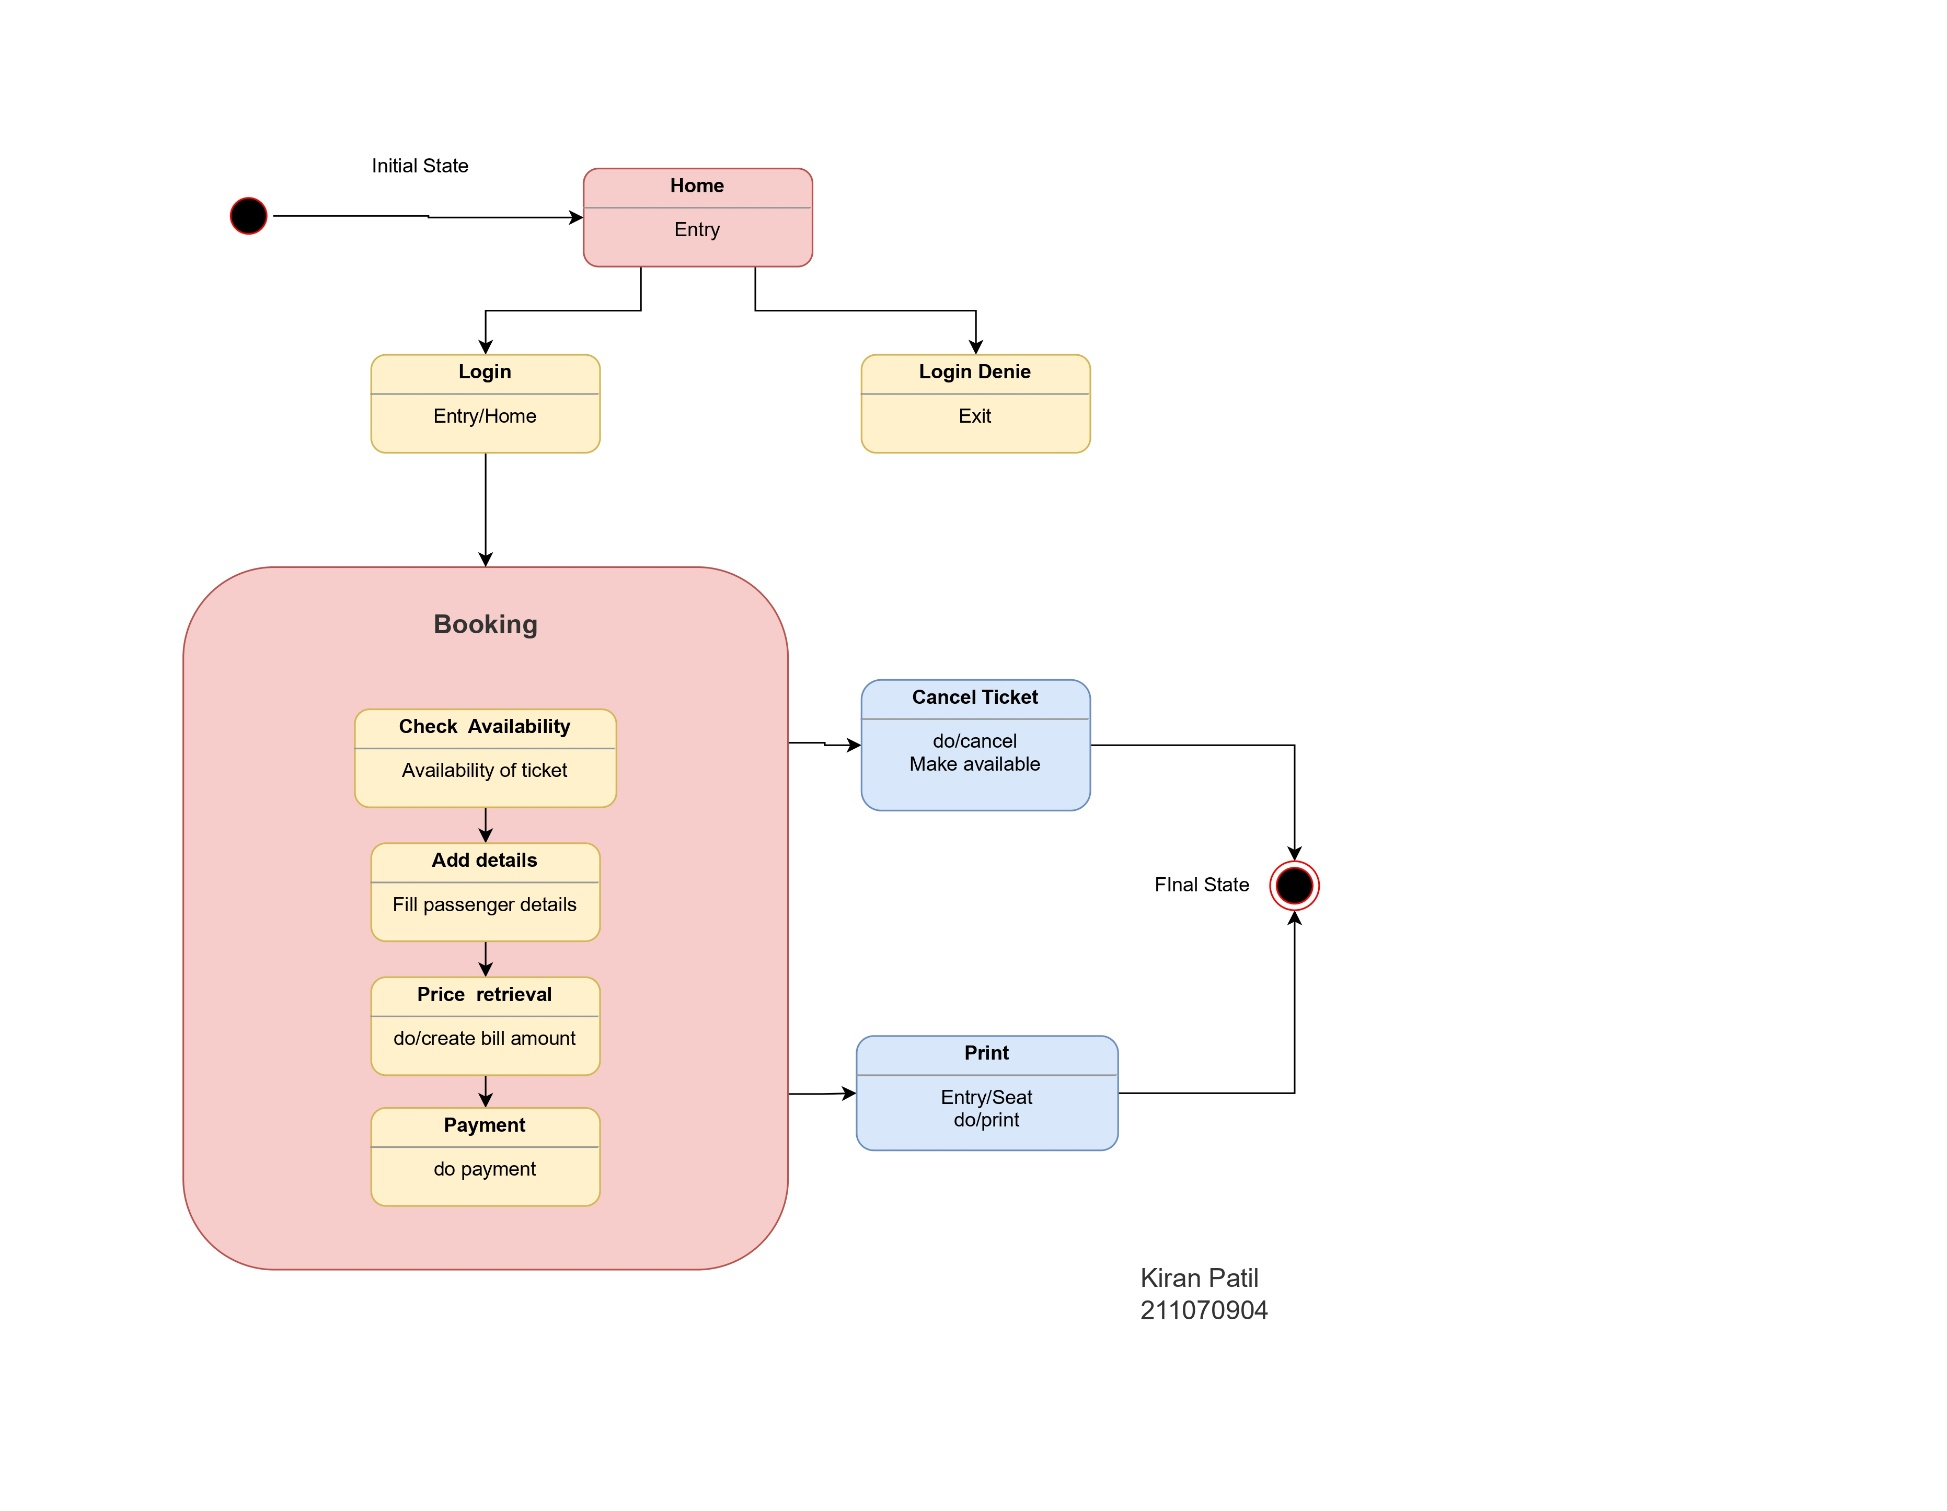 Initial State
Home
Entry
Login
Entry/Home
Login Denie
Exit
Booking
Check  Availability
Availability of ticket
Add details
Fill passenger details
Price  retrieval
do/create bill amount
Payment
do payment
Cancel Ticket
do/cancel
Make available
FInal State
Print
Entry/Seat
do/print
Kiran Patil
211070904